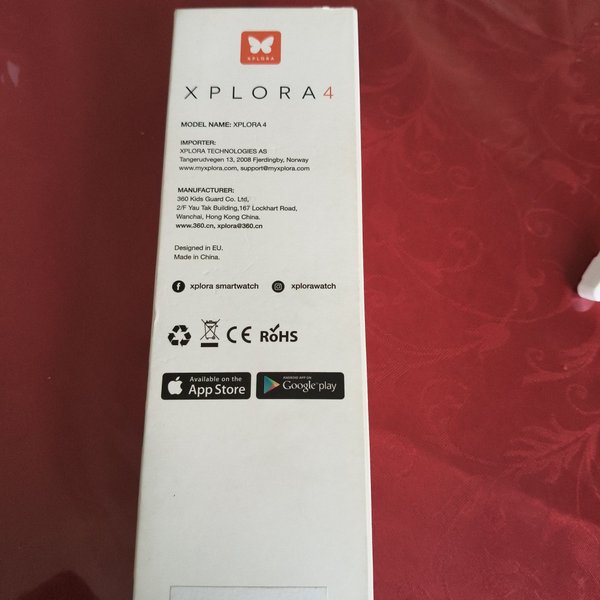 XPLORA
XPLORA4
MODEL NAME: XPLORA 4
IMPORTER:
XPLORA TECHNOLOGIES AS
Tangerudvegen 13, 2008 Fjerdingby, Norway
www.myxplora.com, support@myxplora.com
MANUFACTURER:
360 Kids Guard Co. Ltd,
2/F Yau Tak Building,167 Lockhart Road,
Wanchai, Hong Kong China.
www.360.cn, xplora@360.cn
Designed in EU.
Made in China.
f xplora smartwatch xplorawatch
CE RoHS
Available on the
App Store
ANDROID APP ON
Google play